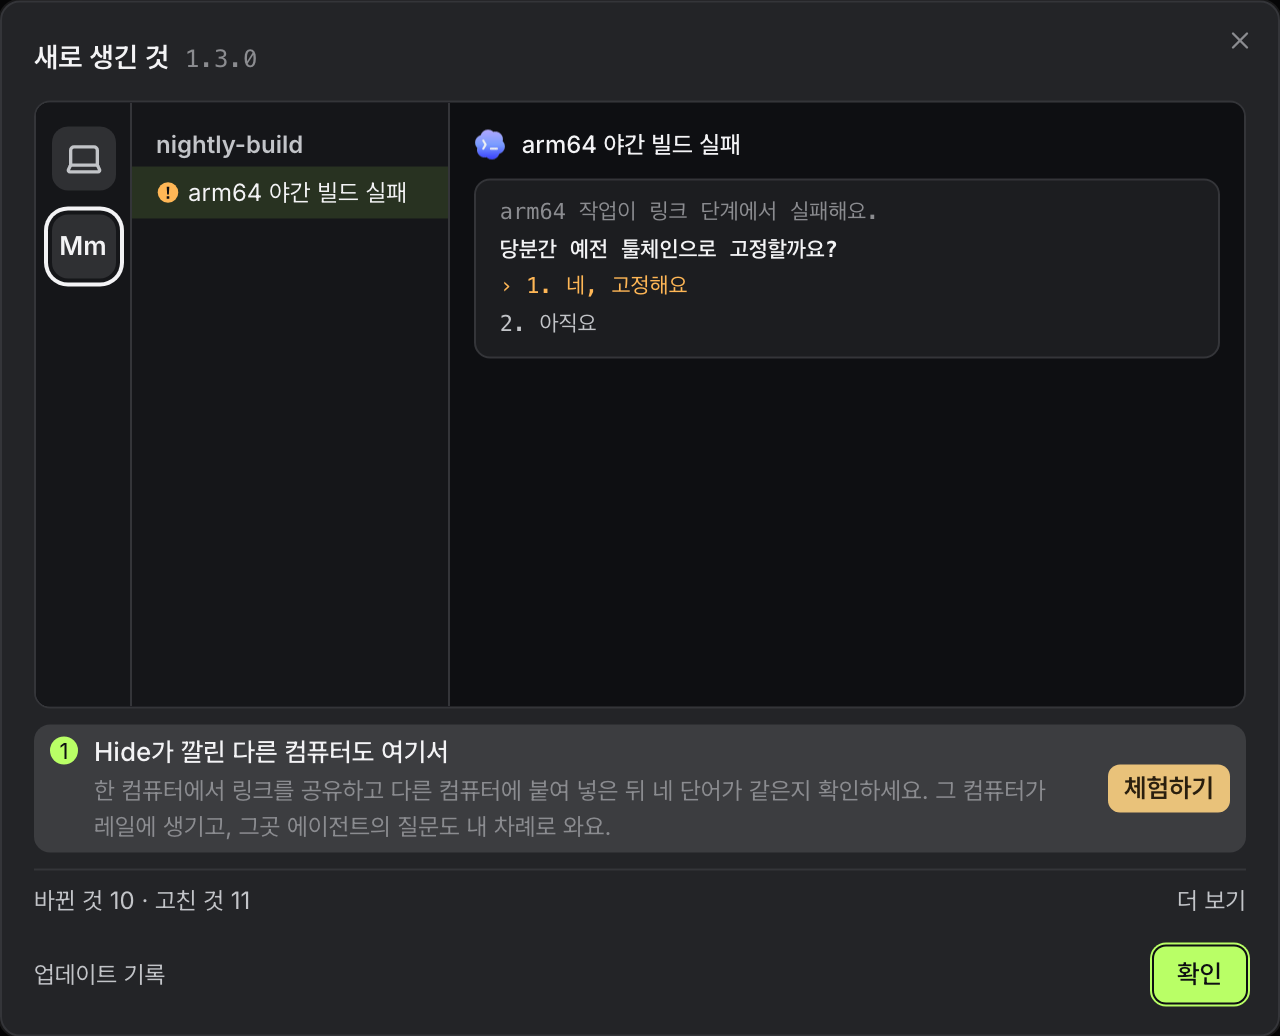 새로 생긴 것 1.3.0
Mm
nightly-build
! arm64 야간 빌드 실패
arm64 야간 빌드 실패
arm64 작업이 링크 단계에서 실패해요.
당분간 예전 툴체인으로 고정할까요?
› 1. 네, 고정해요
2. 아직요
1 Hide가 깔린 다른 컴퓨터도 여기서
한 컴퓨터에서 링크를 공유하고 다른 컴퓨터에 붙여 넣은 뒤 네 단어가 같은지 확인하세요. 그 컴퓨터가
레일에 생기고, 그곳 에이전트의 질문도 내 차례로 와요.
체험하기
바뀐 것 10 · 고친 것 11
더 보기
업데이트 기록
확인